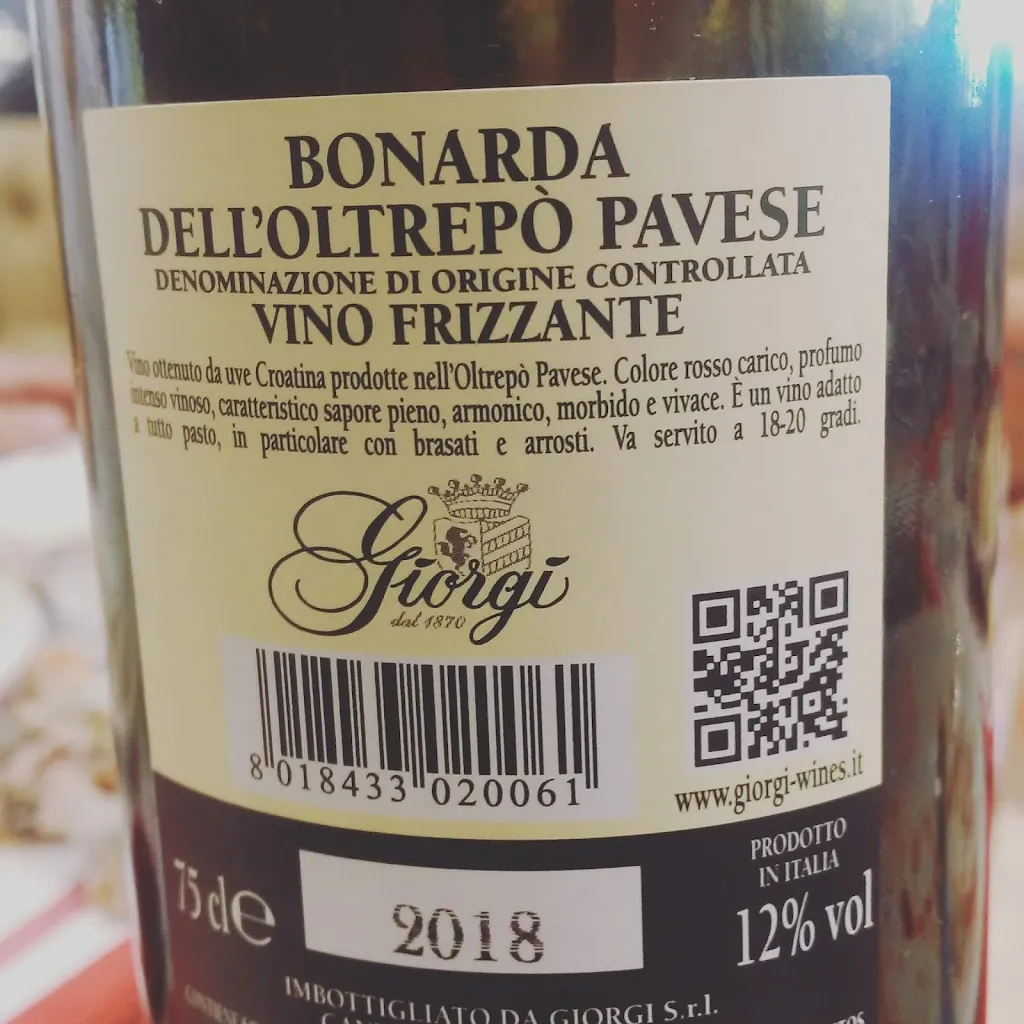 BONARDA
DELL'OLTREPÒ PAVESE
DENOMINAZIONE DI ORIGINE CONTROLLATA
VINO FRIZZANTE
Vino ottenuto da uve Croatina prodotte nell'Oltrepò Pavese. Colore rosso carico, profumo
intenso vinoso, caratteristico sapore pieno, armonico, morbido e vivace. È un vino adatto
a tutto pasto, in particolare con brasati e arrosti. Va servito a 18-20 gradi.
Giorgi
dal 1870
8 018433 020061
www.giorgi-wines.it
75 cl e
2018
PRODOTTO
IN ITALIA
12% vol
IMBOTTIGLIATO DA GIORGI S.r.l.